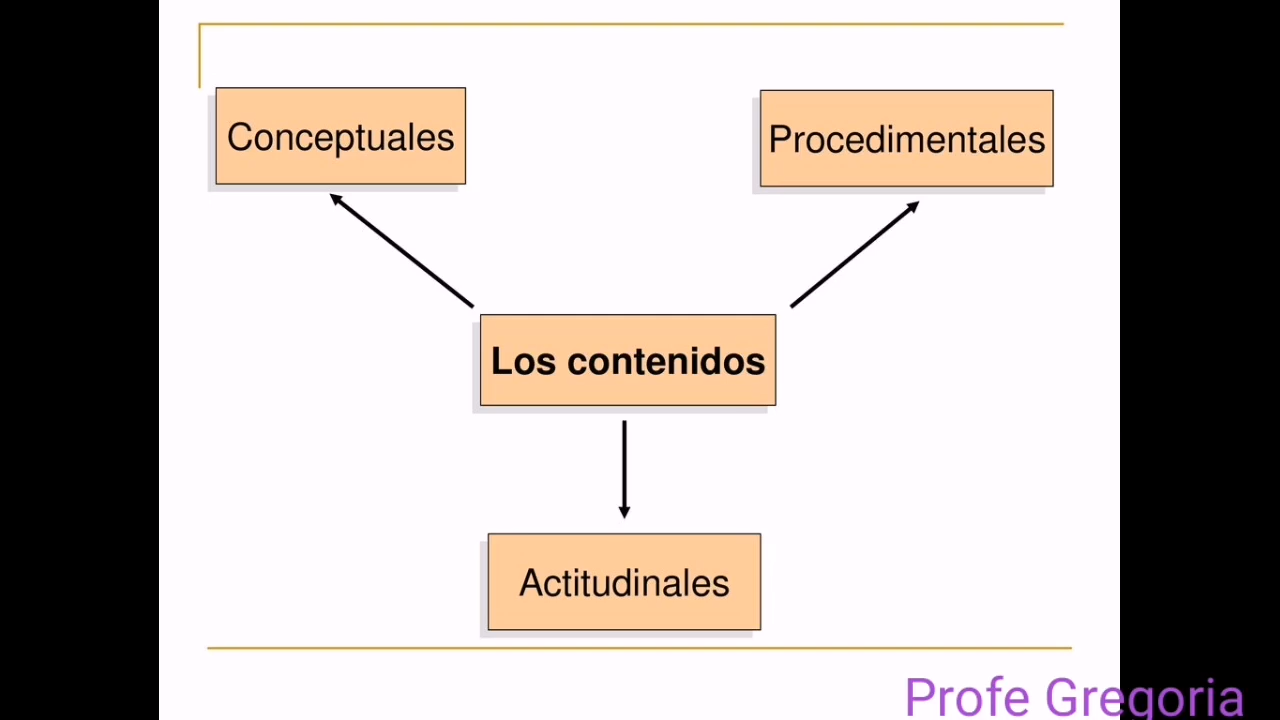 Conceptuales
Procedimentales
Los contenidos
Actitudinales
Profe Gregoria